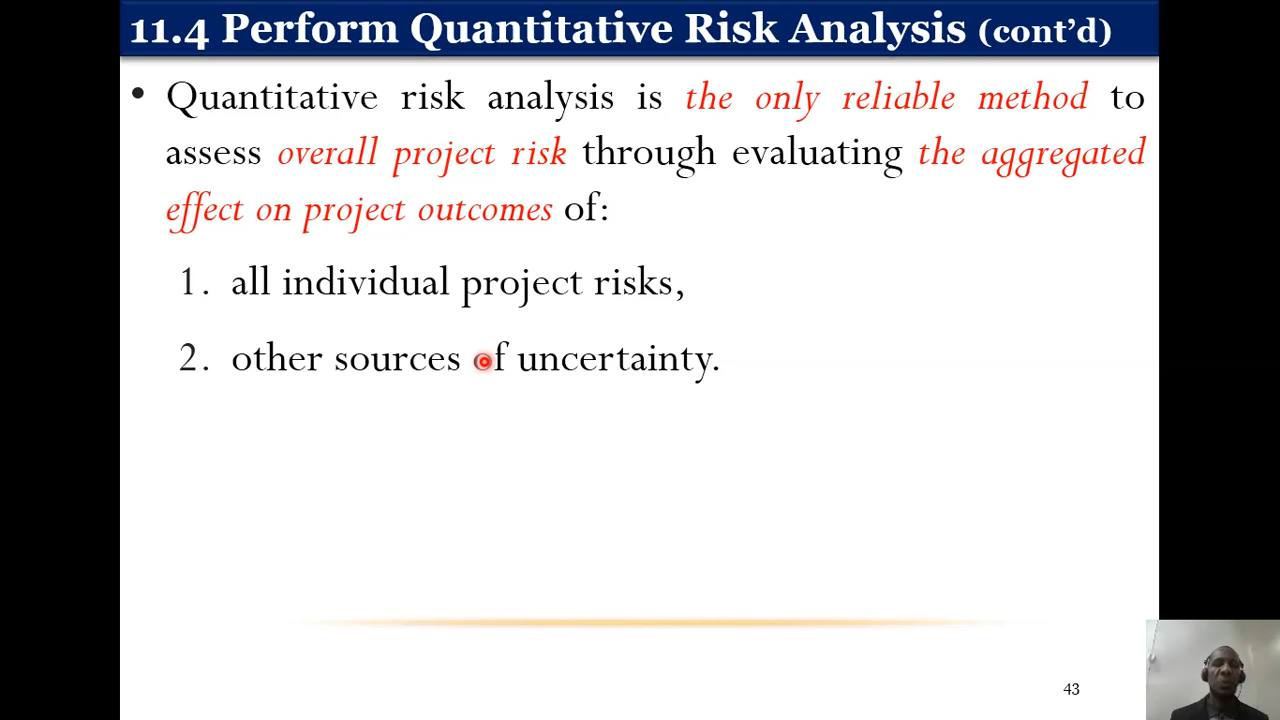 11.4 Perform Quantitative Risk Analysis (cont'd)
• Quantitative risk analysis is the only reliable method to
assess overall project risk through evaluating the aggregated
effect on project outcomes of:
1. all individual project risks,
2. other sources of uncertainty.
43